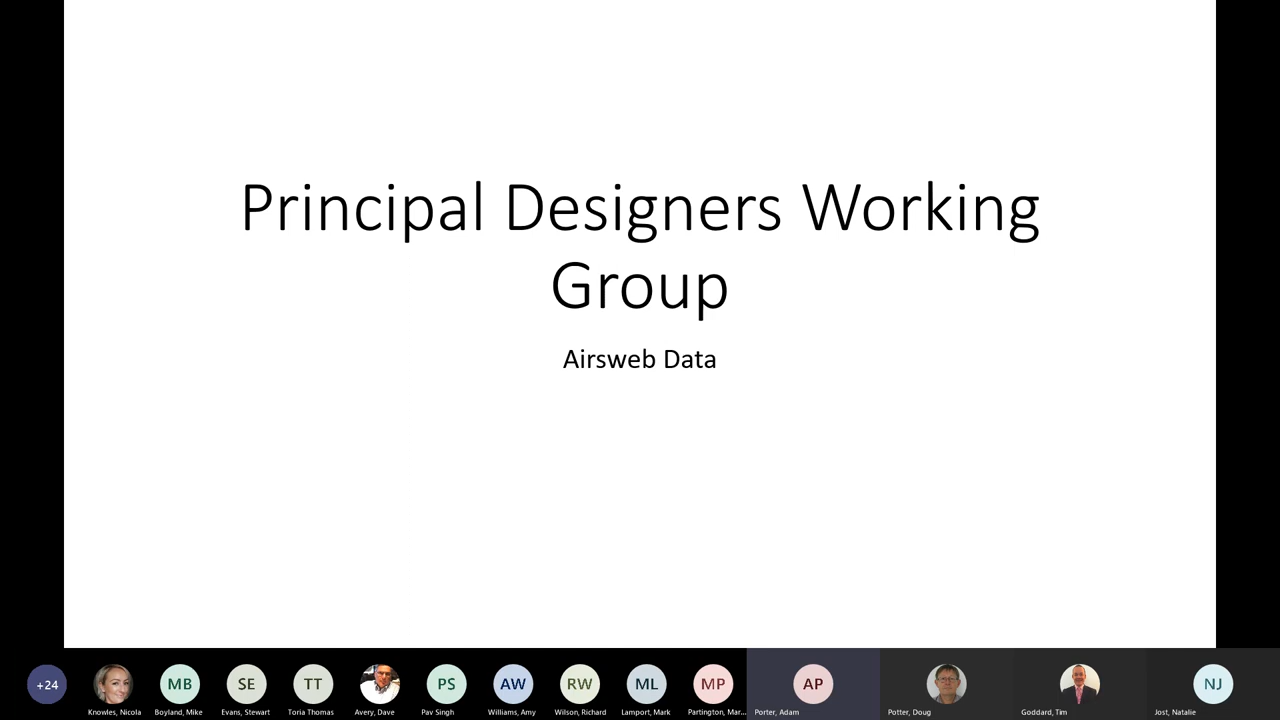 Principal Designers Working
Group
Airsweb Data
+24
MB
SE
TT
PS
AW
RW
ML
MP
AP
NJ
Knowles, Nicola
Boyland, Mike
Evans, Stewart
Toria Thomas
Avery, Dave
Pav Singh
Williams, Amy
Wilson, Richard
Lamport, Mark
Partington, Mar...
Porter, Adam
Potter, Doug
Goddard, Tim
Jost, Natalie